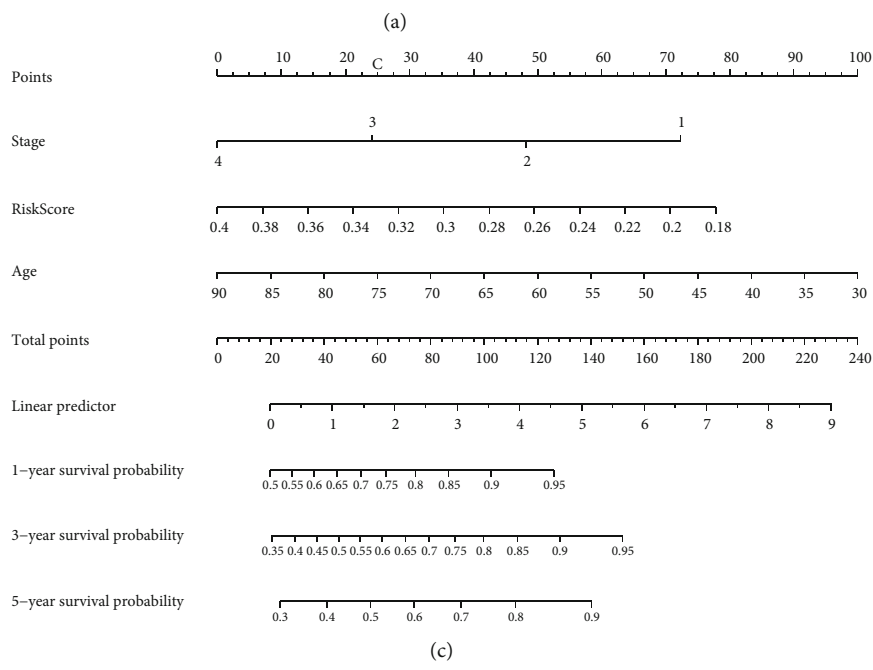 (a)
0 10 20 30 40 50 60 70 80 90 100
C
Points
3 1
Stage
4 2
RiskScore
0.4 0.38 0.36 0.34 0.32 0.3 0.28 0.26 0.24 0.22 0.2 0.18
Age
90 85 80 75 70 65 60 55 50 45 40 35 30
Total points
0 20 40 60 80 100 120 140 160 180 200 220 240
Linear predictor
0 1 2 3 4 5 6 7 8 9
1−year survival probability
0.5 0.55 0.6 0.65 0.7 0.75 0.8 0.85 0.9 0.95
3−year survival probability
0.35 0.4 0.45 0.5 0.55 0.6 0.65 0.7 0.75 0.8 0.85 0.9 0.95
5−year survival probability
0.3 0.4 0.5 0.6 0.7 0.8 0.9
(c)